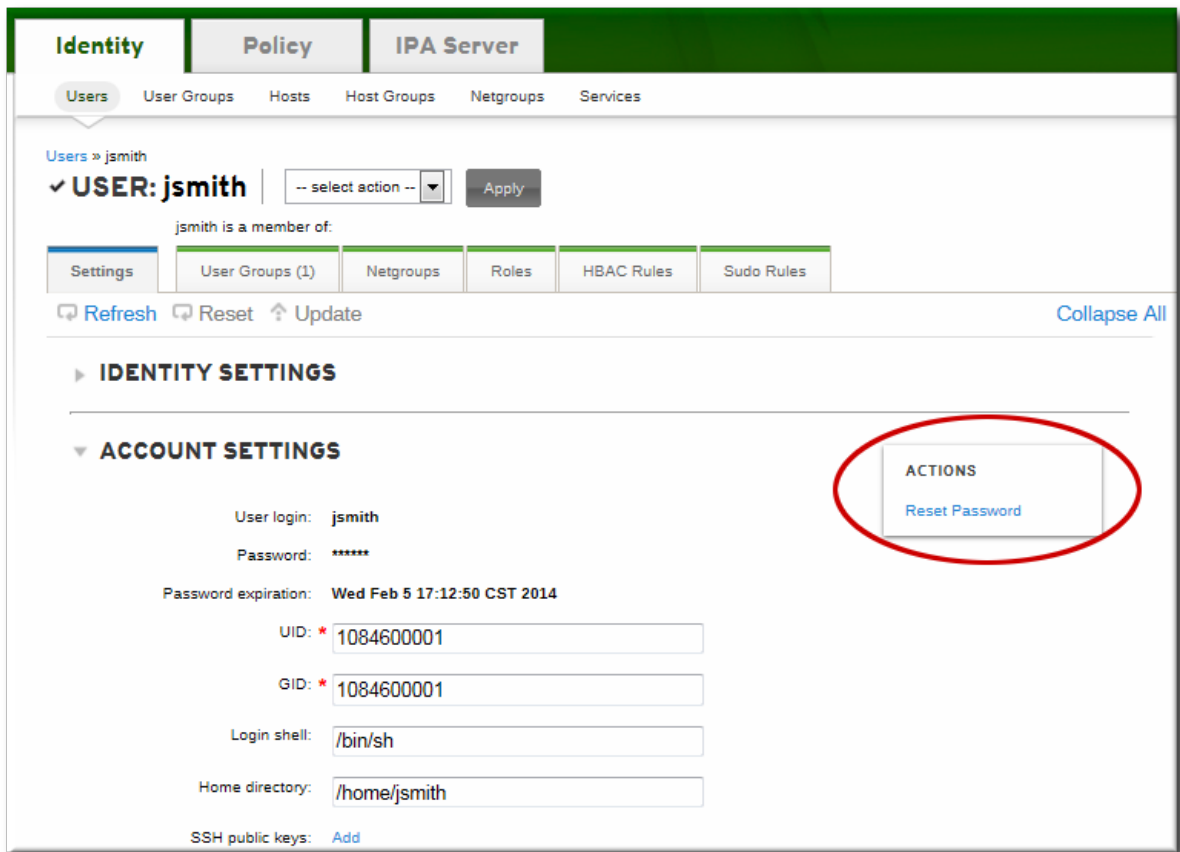 Identity Policy IPA Server
Users User Groups Hosts Host Groups Netgroups Services
Users » jsmith
USER: jsmith -- select action -- Apply
jsmith is a member of:
Settings User Groups (1) Netgroups Roles HBAC Rules Sudo Rules
Refresh Reset Update Collapse All
IDENTITY SETTINGS
ACCOUNT SETTINGS
ACTIONS
Reset Password
User login: jsmith
Password: ******
Password expiration: Wed Feb 5 17:12:50 CST 2014
UID: * 1084600001
GID: * 1084600001
Login shell: /bin/sh
Home directory: /home/jsmith
SSH public keys: Add